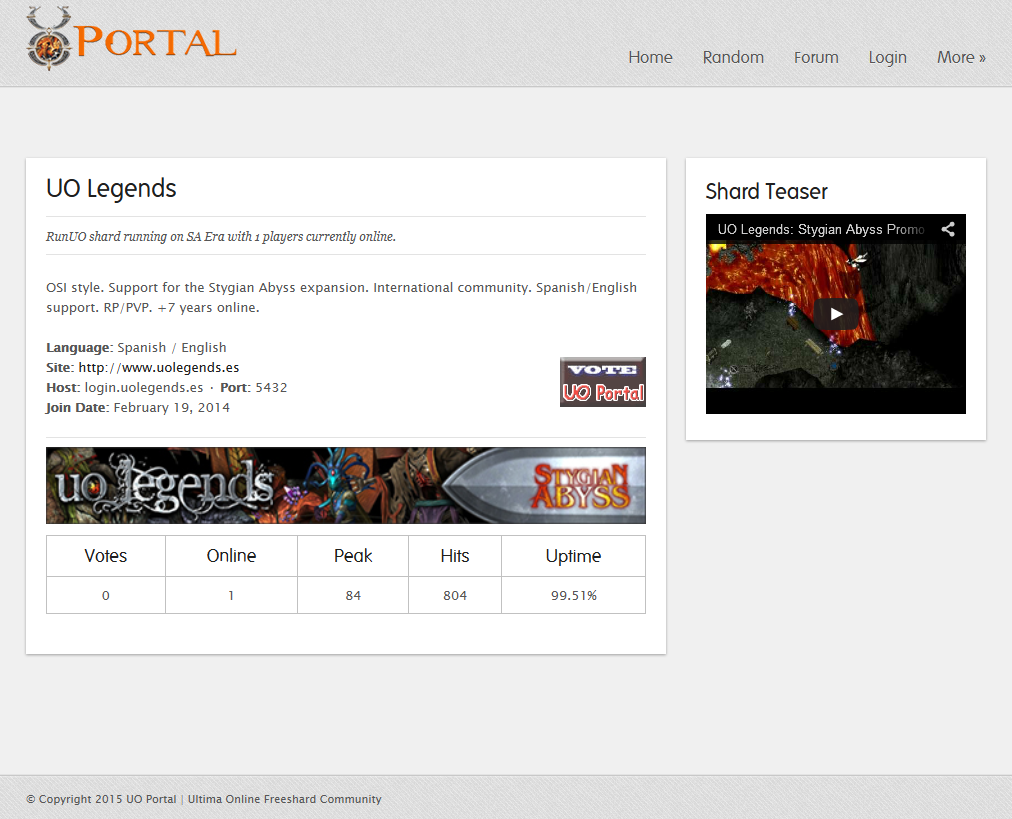 PORTAL
Home Random Forum Login More »
UO Legends
RunUO shard running on SA Era with 1 players currently online.
OSI style. Support for the Stygian Abyss expansion. International community. Spanish/English
support. RP/PVP. +7 years online.
Language: Spanish / English
Site: http://www.uolegends.es
Host: login.uolegends.es · Port: 5432
Join Date: February 19, 2014
VOTE
UO Portal
uo legends
STYGIAN
ABYSS
Votes Online Peak Hits Uptime
0 1 84 804 99.51%
Shard Teaser
UO Legends: Stygian Abyss Promo
© Copyright 2015 UO Portal | Ultima Online Freeshard Community